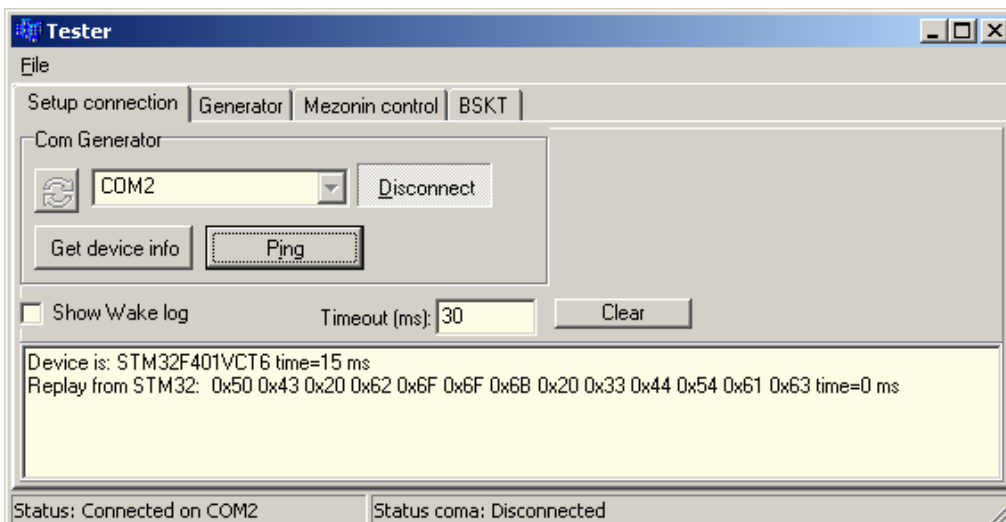 Tester
File
Setup connection Generator Mezonin control BSKT
Com Generator
COM2 Disconnect
Get device info Ping
Show Wake log Timeout (ms): 30 Clear
Device is: STM32F401VCT6 time=15 ms
Replay from STM32:  0x50 0x43 0x20 0x62 0x6F 0x6F 0x6B 0x20 0x33 0x44 0x54 0x61 0x63 time=0 ms
Status: Connected on COM2 Status coma: Disconnected